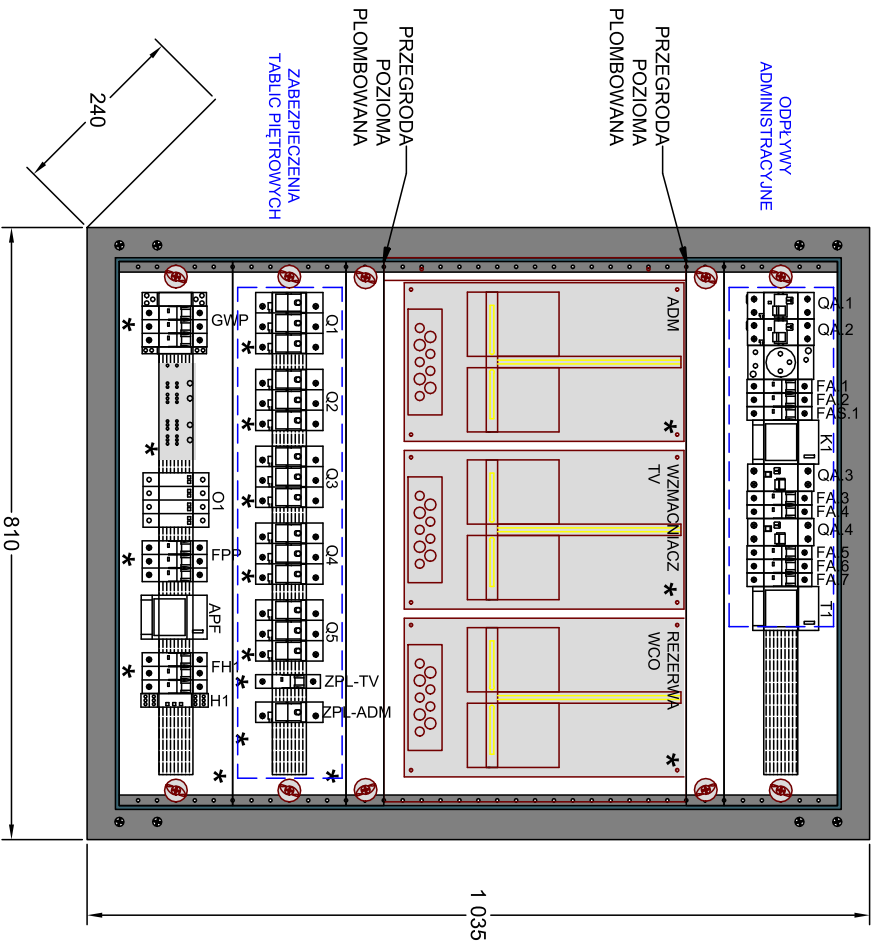 ODPŁYWY
ADMINISTRACYJNE
QA.1
QA.2
FA.1
FA.2
FAS.1
K1
QA.3
FA.3
FA.4
QA.4
FA.5
FA.6
FA.7
T1
PRZEGRODA
POZIOMA
PLOMBOWANA
ADM
WZMACNIACZ
TV
REZERWA
WCO
PRZEGRODA
POZIOMA
PLOMBOWANA
ZABEZPIECZENIA
TABLIC PIĘTROWYCH
Q1
Q2
Q3
Q4
Q5
ZPL-TV
ZPL-ADM
GWP
O1
FPP
APF
FH1
H1
240
810
1 035